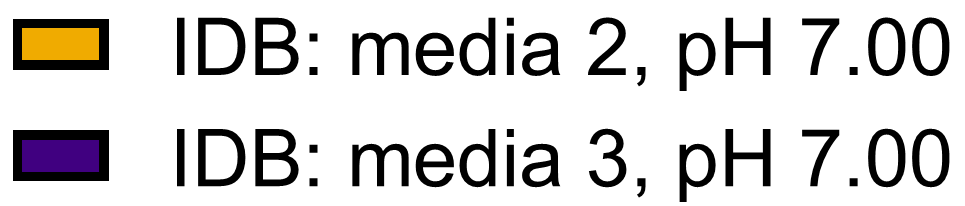 IDB: media 2, pH 7.00
IDB: media 3, pH 7.00